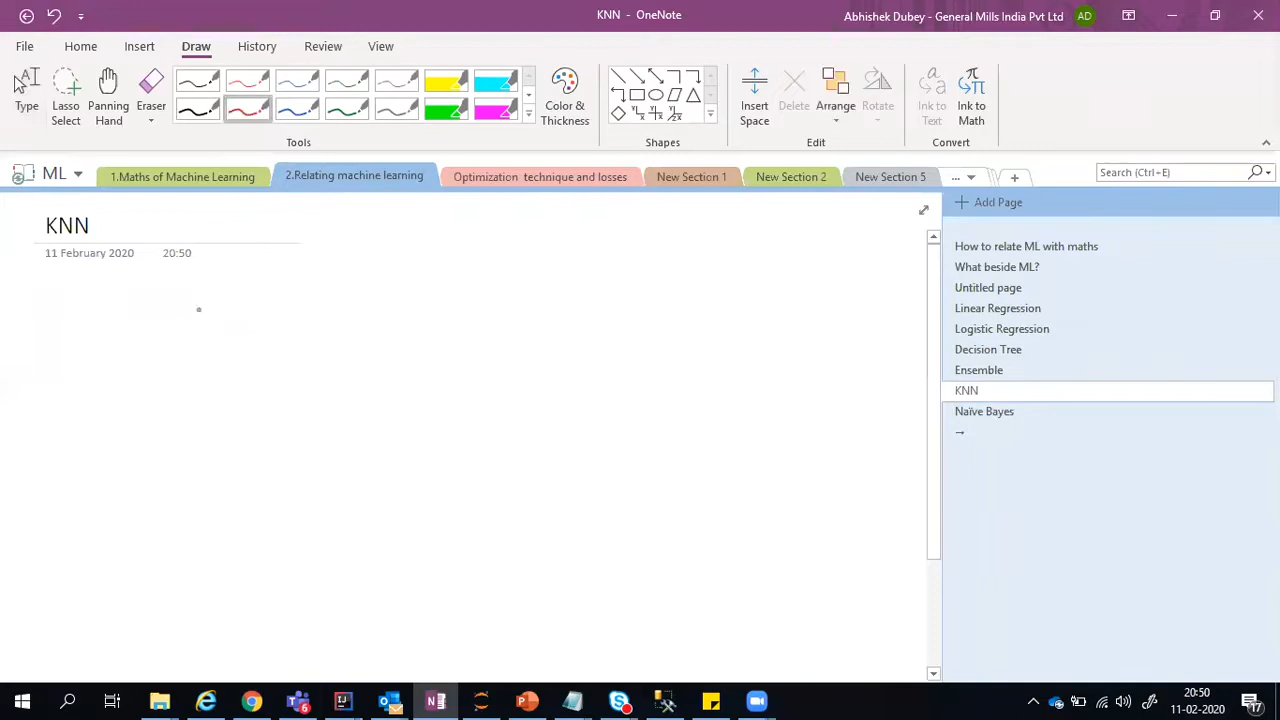 KNN - OneNote
Abhishek Dubey - General Mills India Pvt Ltd AD
File Home Insert Draw History Review View
Type
Lasso Select
Panning Hand
Eraser
Color & Thickness
Insert Space
Delete
Arrange
Rotate
Ink to Text
Ink to Math
Tools Shapes Edit Convert
ML
1.Maths of Machine Learning
2.Relating machine learning
Optimization technique and losses
New Section 1
New Section 2
New Section 5
...
Search (Ctrl+E)
Add Page
KNN
11 February 2020 20:50
How to relate ML with maths
What beside ML?
Untitled page
Linear Regression
Logistic Regression
Decision Tree
Ensemble
KNN
Naïve Bayes
→
20:50
11-02-2020
17